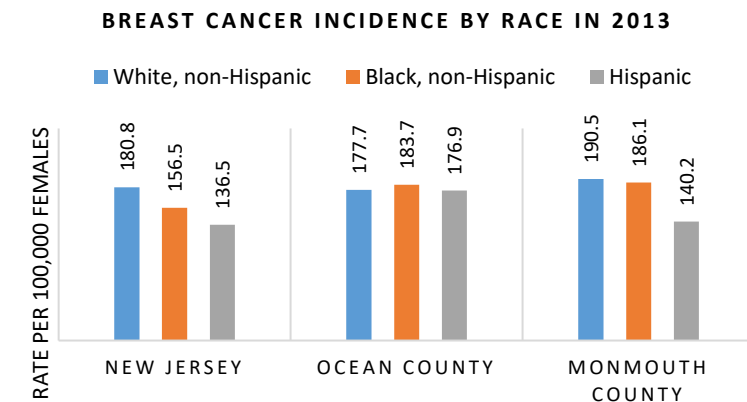 BREAST CANCER INCIDENCE BY RACE IN 2013
White, non-Hispanic Black, non-Hispanic Hispanic
RATE PER 100,000 FEMALES
180.8
156.5
136.5
177.7
183.7
176.9
190.5
186.1
140.2
NEW JERSEY
OCEAN COUNTY
MONMOUTH
COUNTY